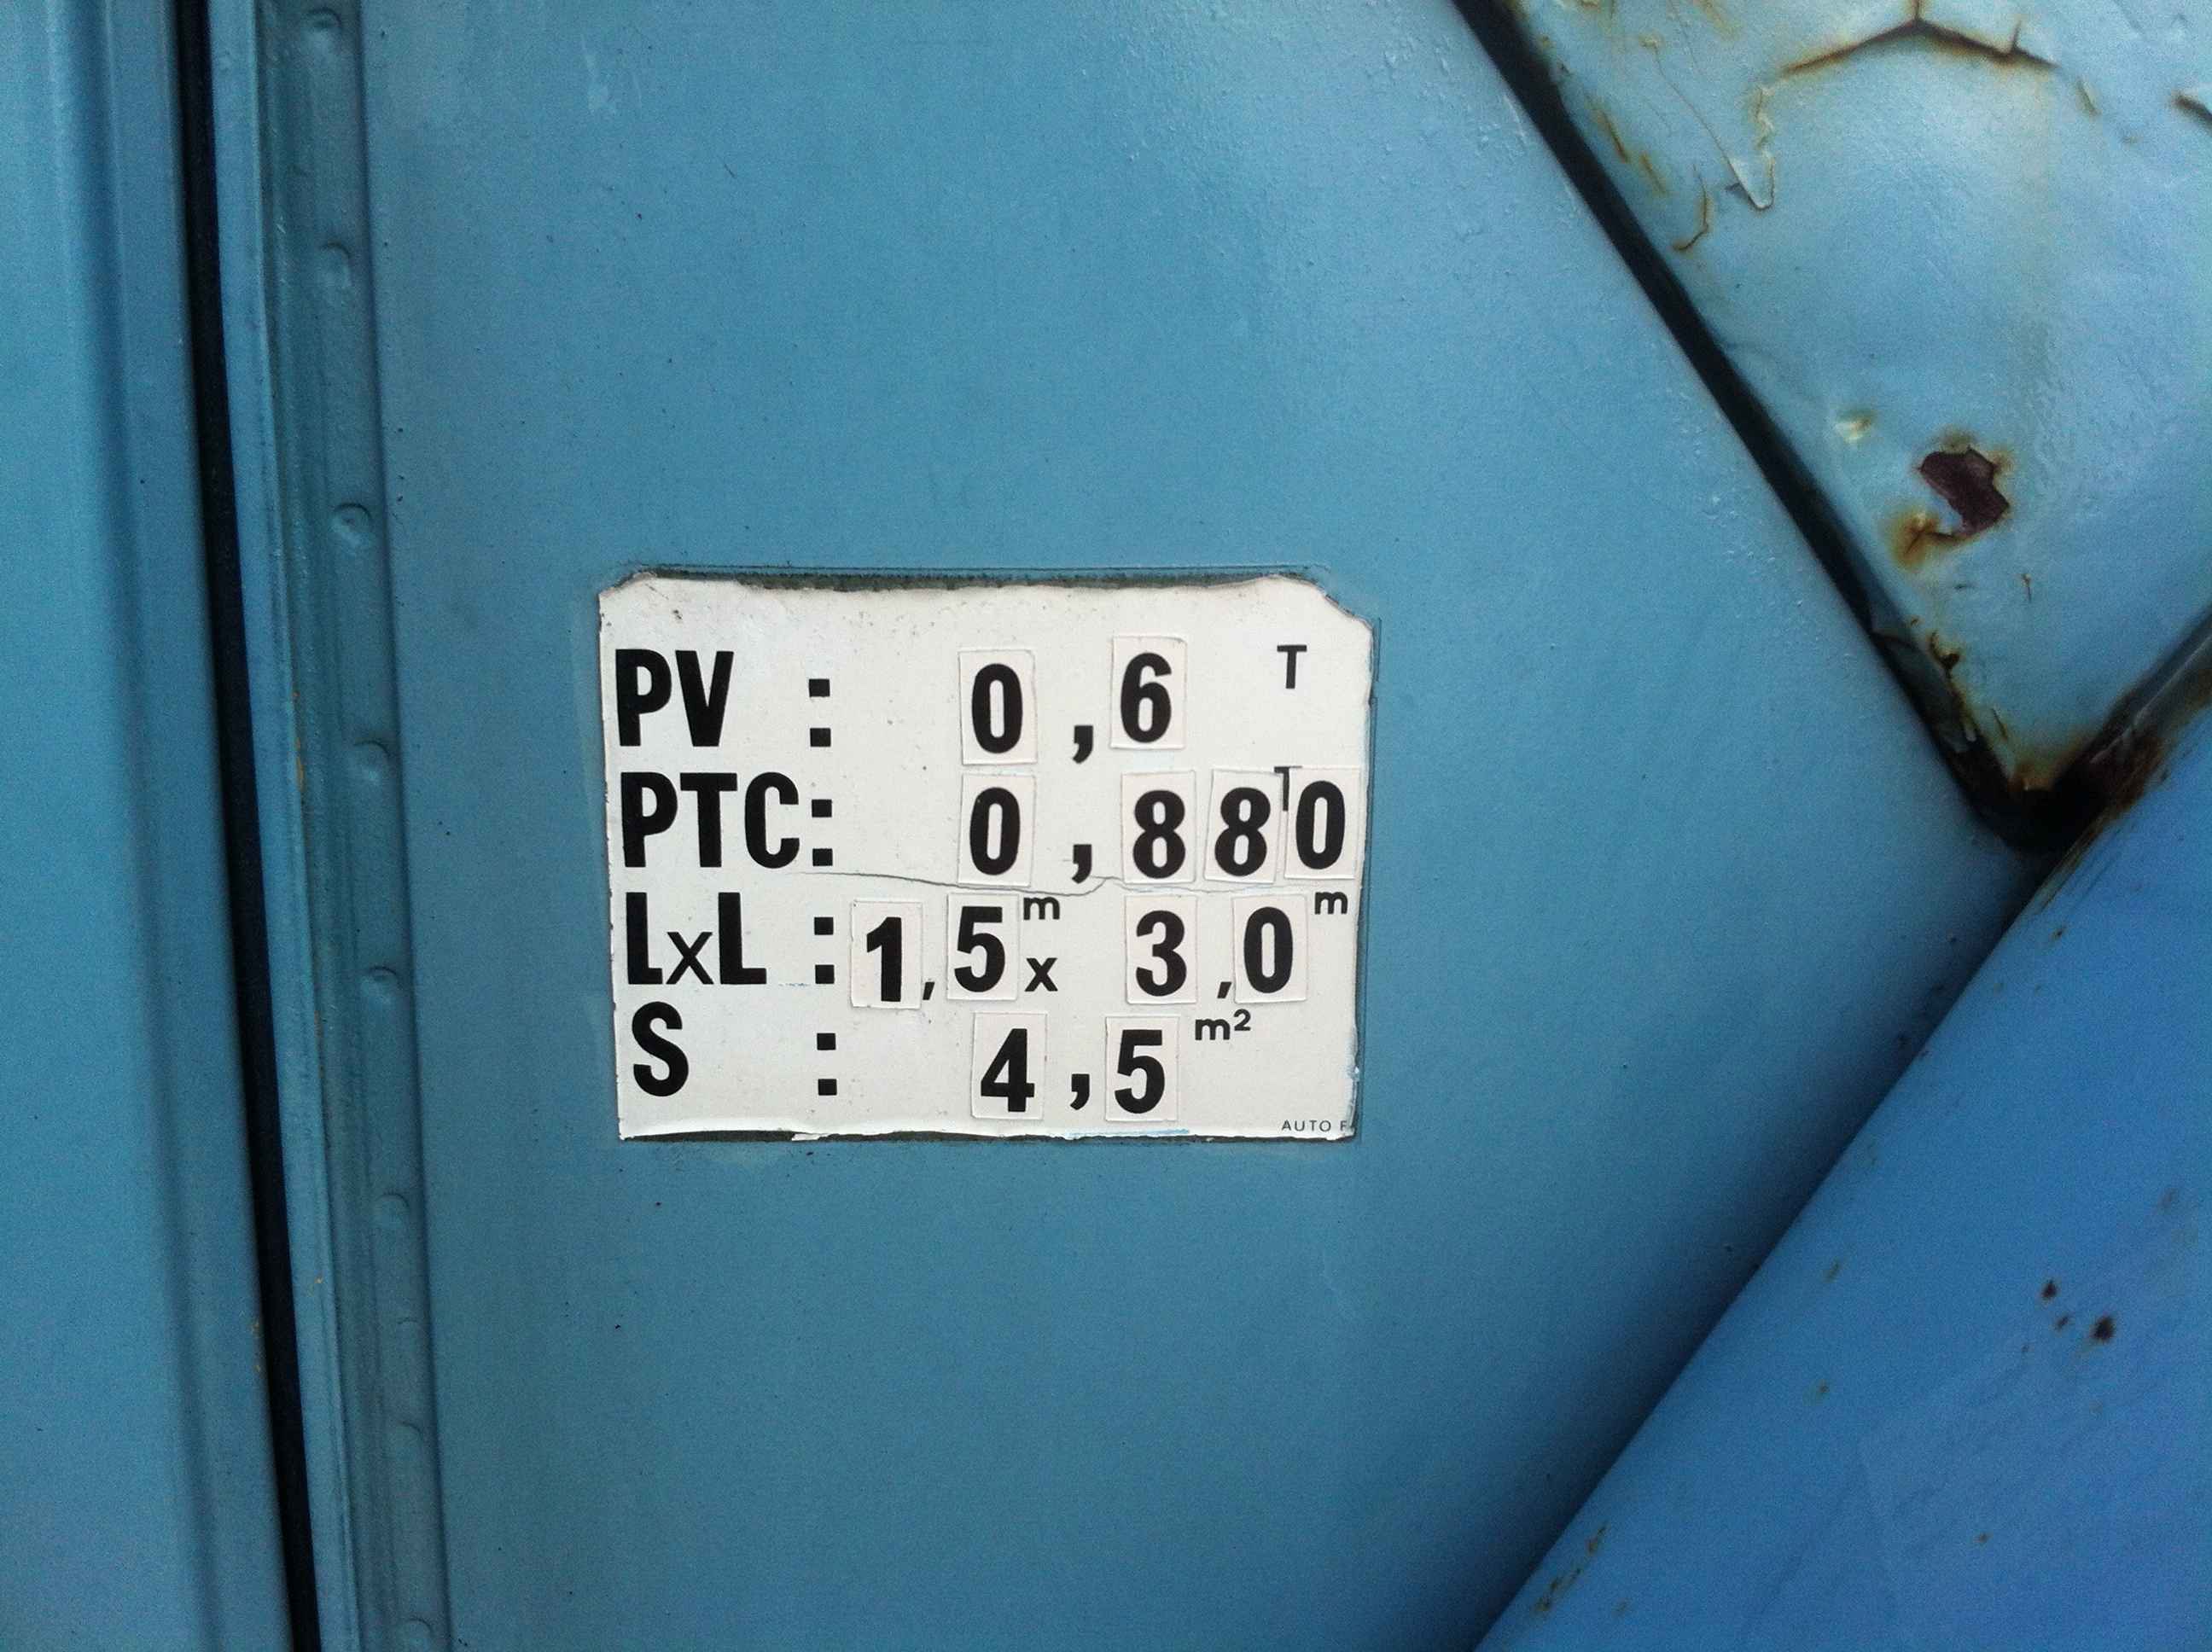 PV : 0,6 T
PTC: 0,880 T
LxL : 1,5 m x 3,0 m
S : 4,5 m²
AUTO